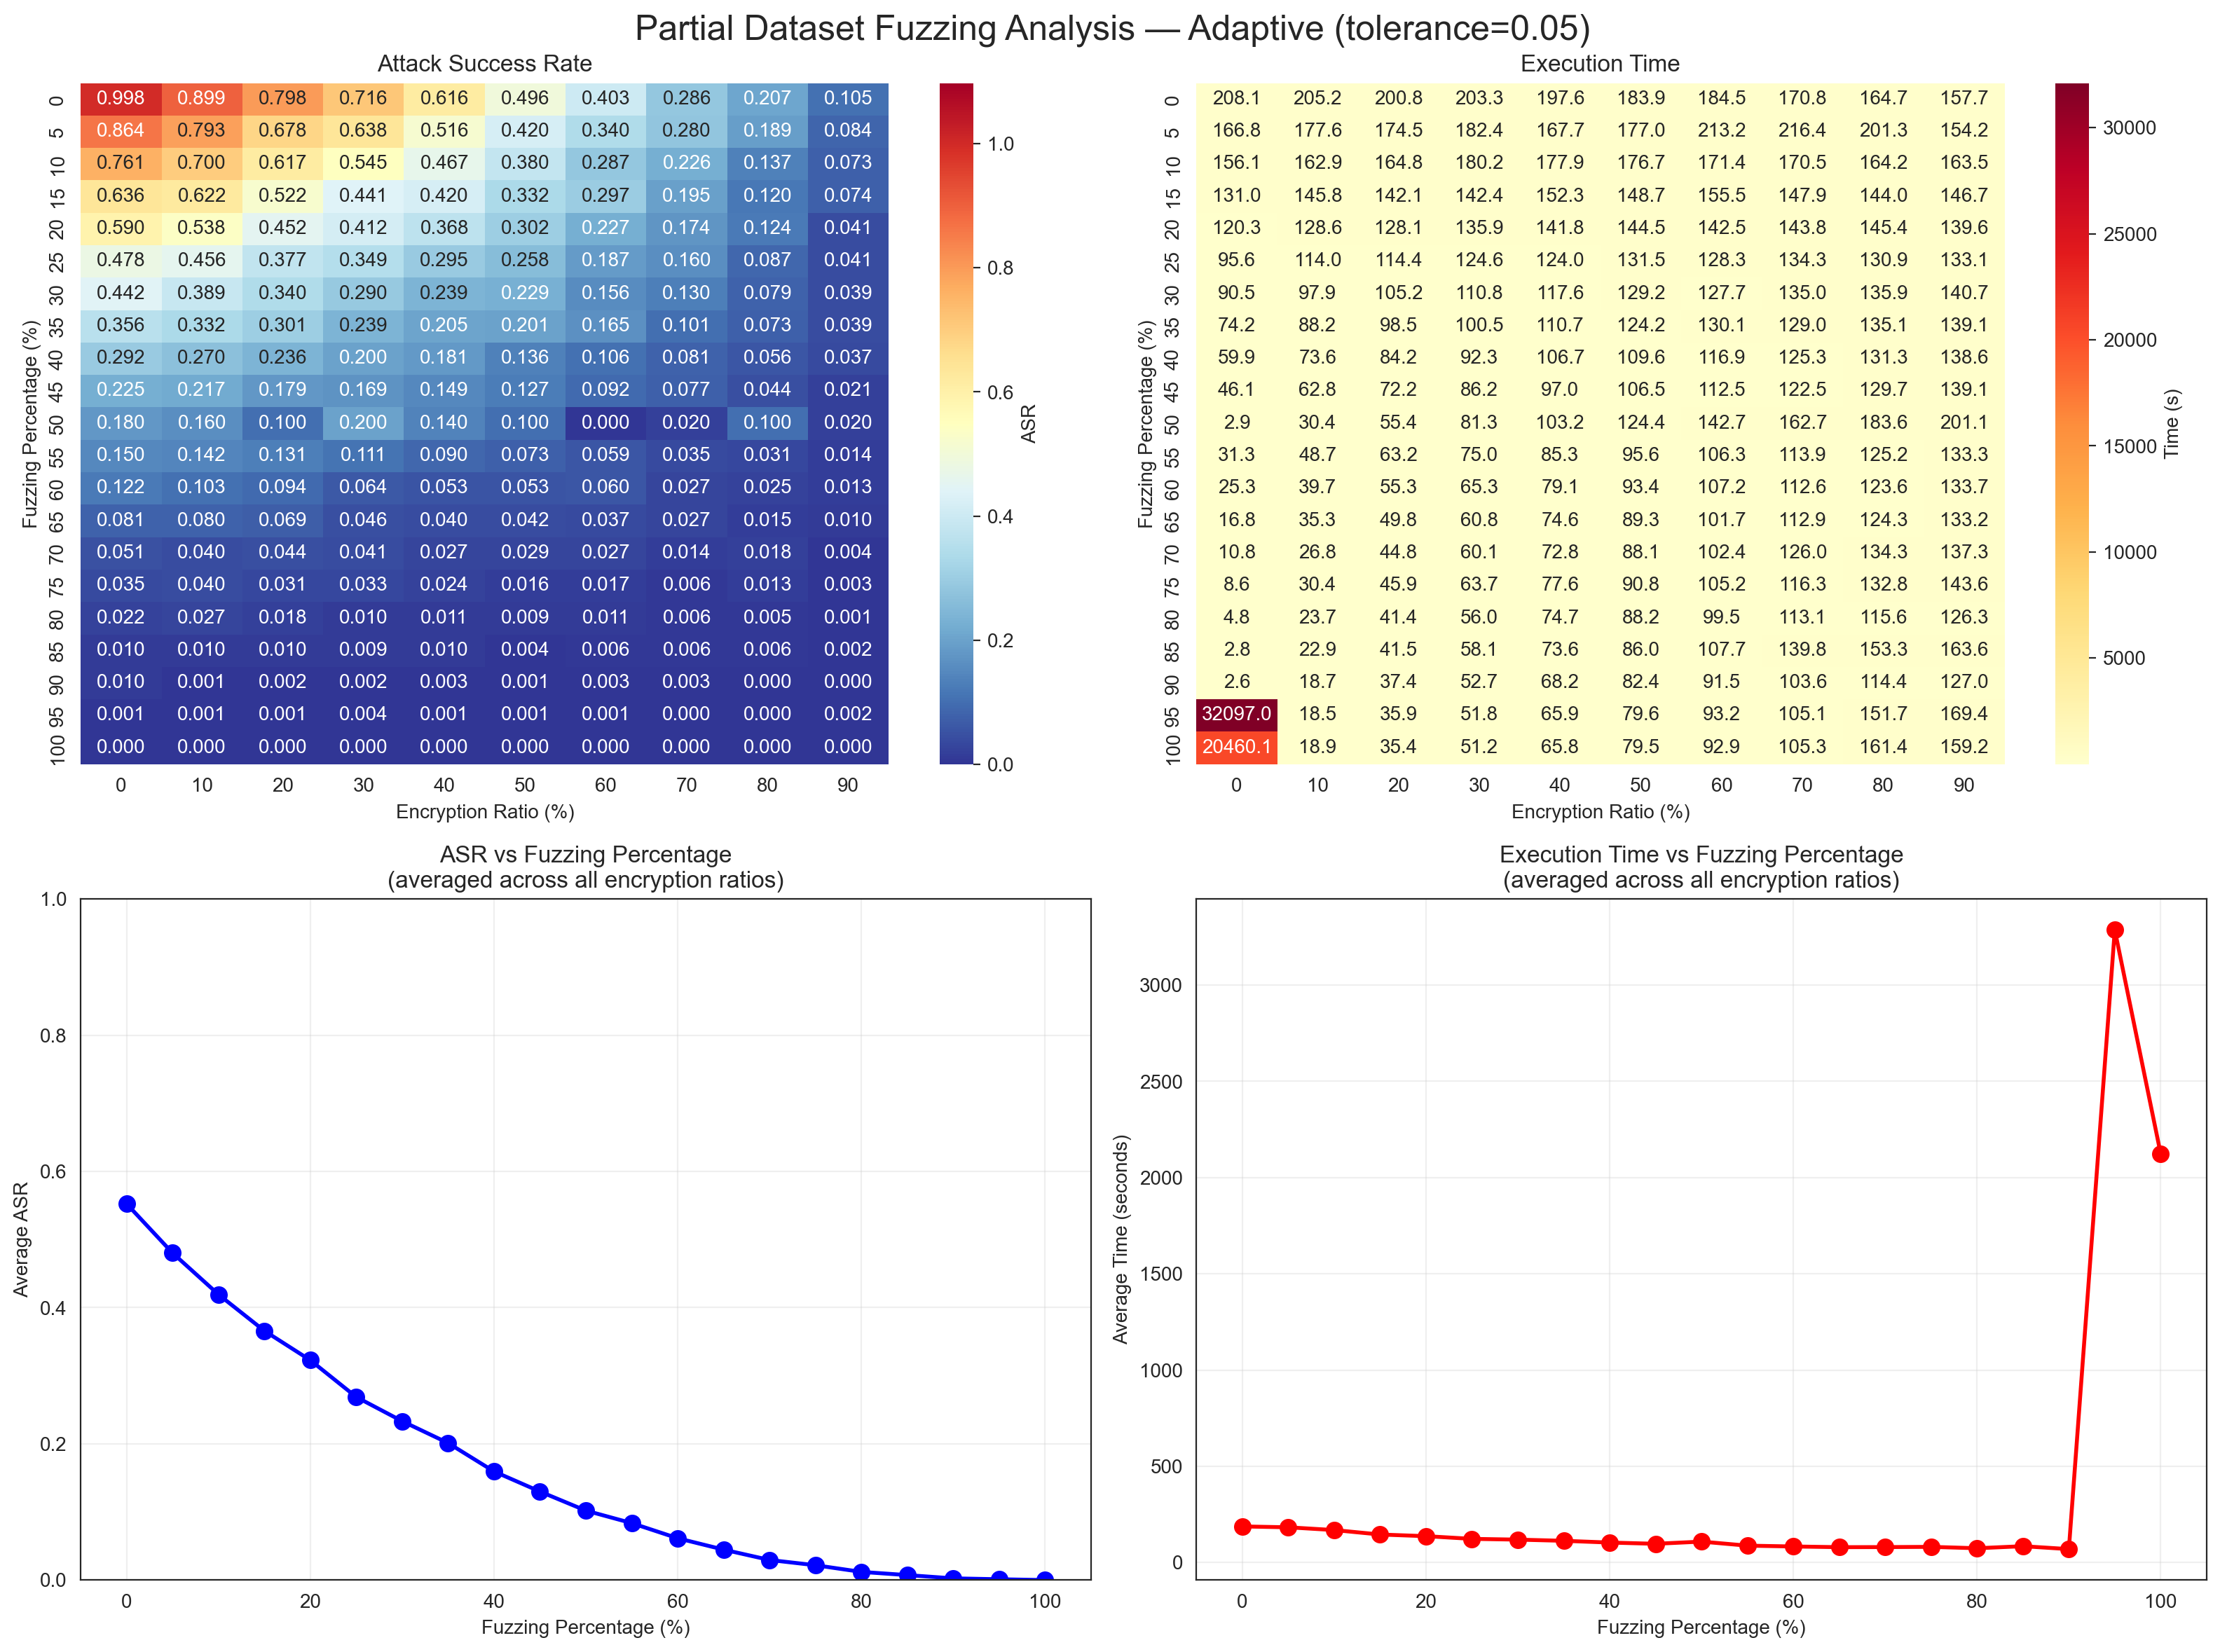 Partial Dataset Fuzzing Analysis — Adaptive (tolerance=0.05)
Attack Success Rate
0 0.998 0.899 0.798 0.716 0.616 0.496 0.403 0.286 0.207 0.105
5 0.864 0.793 0.678 0.638 0.516 0.420 0.340 0.280 0.189 0.084
10 0.761 0.700 0.617 0.545 0.467 0.380 0.287 0.226 0.137 0.073
15 0.636 0.622 0.522 0.441 0.420 0.332 0.297 0.195 0.120 0.074
20 0.590 0.538 0.452 0.412 0.368 0.302 0.227 0.174 0.124 0.041
25 0.478 0.456 0.377 0.349 0.295 0.258 0.187 0.160 0.087 0.041
30 0.442 0.389 0.340 0.290 0.239 0.229 0.156 0.130 0.079 0.039
35 0.356 0.332 0.301 0.239 0.205 0.201 0.165 0.101 0.073 0.039
40 0.292 0.270 0.236 0.200 0.181 0.136 0.106 0.081 0.056 0.037
45 0.225 0.217 0.179 0.169 0.149 0.127 0.092 0.077 0.044 0.021
50 0.180 0.160 0.100 0.200 0.140 0.100 0.000 0.020 0.100 0.020
55 0.150 0.142 0.131 0.111 0.090 0.073 0.059 0.035 0.031 0.014
60 0.122 0.103 0.094 0.064 0.053 0.053 0.060 0.027 0.025 0.013
65 0.081 0.080 0.069 0.046 0.040 0.042 0.037 0.027 0.015 0.010
70 0.051 0.040 0.044 0.041 0.027 0.029 0.027 0.014 0.018 0.004
75 0.035 0.040 0.031 0.033 0.024 0.016 0.017 0.006 0.013 0.003
80 0.022 0.027 0.018 0.010 0.011 0.009 0.011 0.006 0.005 0.001
85 0.010 0.010 0.010 0.009 0.010 0.004 0.006 0.006 0.006 0.002
90 0.010 0.001 0.002 0.002 0.003 0.001 0.003 0.003 0.000 0.000
95 0.001 0.001 0.001 0.004 0.001 0.001 0.001 0.000 0.000 0.002
100 0.000 0.000 0.000 0.000 0.000 0.000 0.000 0.000 0.000 0.000
0 10 20 30 40 50 60 70 80 90
Encryption Ratio (%)
Fuzzing Percentage (%)
1.0
0.8
0.6
0.4
0.2
0.0
ASR
Execution Time
0 208.1 205.2 200.8 203.3 197.6 183.9 184.5 170.8 164.7 157.7
5 166.8 177.6 174.5 182.4 167.7 177.0 213.2 216.4 201.3 154.2
10 156.1 162.9 164.8 180.2 177.9 176.7 171.4 170.5 164.2 163.5
15 131.0 145.8 142.1 142.4 152.3 148.7 155.5 147.9 144.0 146.7
20 120.3 128.6 128.1 135.9 141.8 144.5 142.5 143.8 145.4 139.6
25 95.6 114.0 114.4 124.6 124.0 131.5 128.3 134.3 130.9 133.1
30 90.5 97.9 105.2 110.8 117.6 129.2 127.7 135.0 135.9 140.7
35 74.2 88.2 98.5 100.5 110.7 124.2 130.1 129.0 135.1 139.1
40 59.9 73.6 84.2 92.3 106.7 109.6 116.9 125.3 131.3 138.6
45 46.1 62.8 72.2 86.2 97.0 106.5 112.5 122.5 129.7 139.1
50 2.9 30.4 55.4 81.3 103.2 124.4 142.7 162.7 183.6 201.1
55 31.3 48.7 63.2 75.0 85.3 95.6 106.3 113.9 125.2 133.3
60 25.3 39.7 55.3 65.3 79.1 93.4 107.2 112.6 123.6 133.7
65 16.8 35.3 49.8 60.8 74.6 89.3 101.7 112.9 124.3 133.2
70 10.8 26.8 44.8 60.1 72.8 88.1 102.4 126.0 134.3 137.3
75 8.6 30.4 45.9 63.7 77.6 90.8 105.2 116.3 132.8 143.6
80 4.8 23.7 41.4 56.0 74.7 88.2 99.5 113.1 115.6 126.3
85 2.8 22.9 41.5 58.1 73.6 86.0 107.7 139.8 153.3 163.6
90 2.6 18.7 37.4 52.7 68.2 82.4 91.5 103.6 114.4 127.0
95 32097.0 18.5 35.9 51.8 65.9 79.6 93.2 105.1 151.7 169.4
100 20460.1 18.9 35.4 51.2 65.8 79.5 92.9 105.3 161.4 159.2
0 10 20 30 40 50 60 70 80 90
Encryption Ratio (%)
Fuzzing Percentage (%)
30000
25000
20000
15000
10000
5000
Time (s)
ASR vs Fuzzing Percentage
(averaged across all encryption ratios)
1.0
0.8
0.6
0.4
0.2
0.0
Average ASR
0 20 40 60 80 100
Fuzzing Percentage (%)
Execution Time vs Fuzzing Percentage
(averaged across all encryption ratios)
3000
2500
2000
1500
1000
500
0
Average Time (seconds)
0 20 40 60 80 100
Fuzzing Percentage (%)